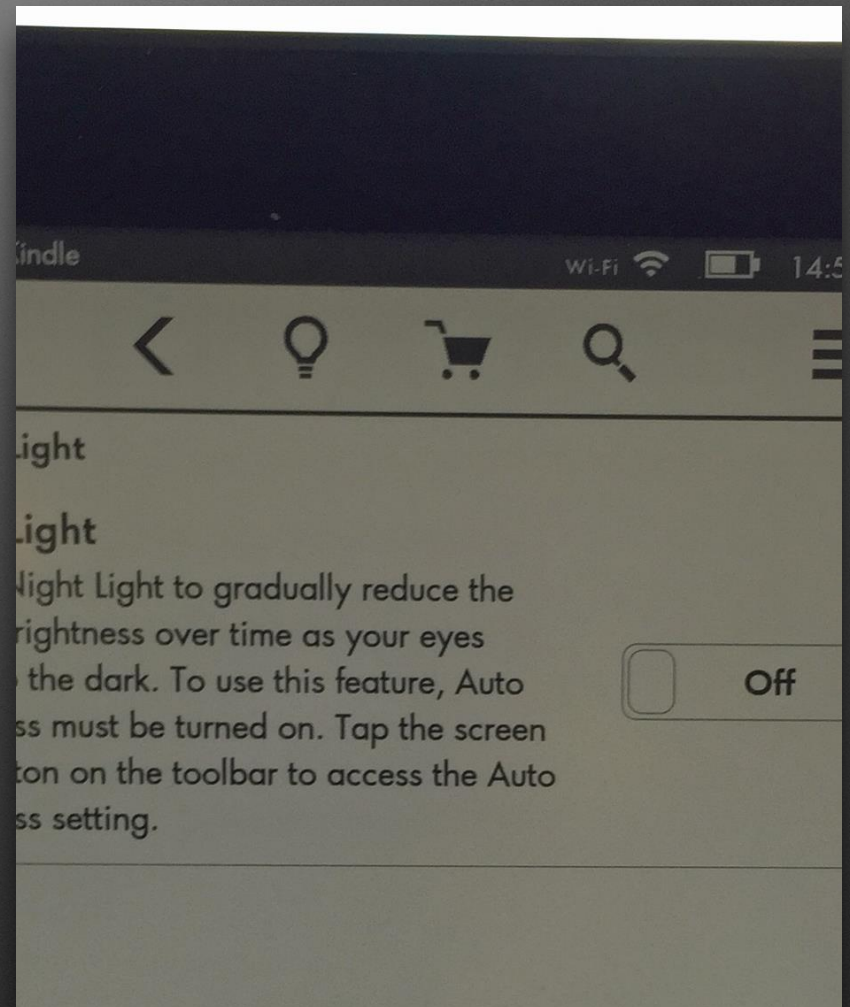 indle Wi-Fi 14:5
ight
Light
Night Light to gradually reduce the
rightness over time as your eyes
the dark. To use this feature, Auto
ss must be turned on. Tap the screen
Off
ton on the toolbar to access the Auto
ss setting.